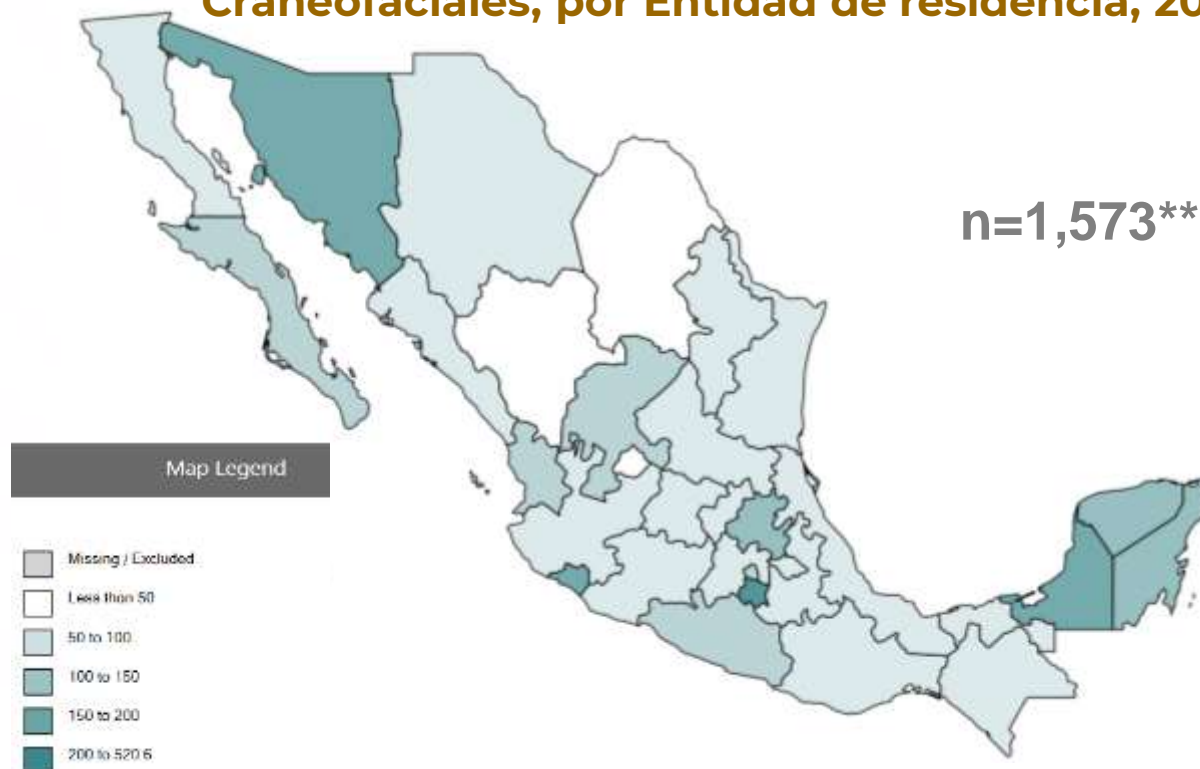 Craneofaciales, por Entidad de residencia, 20
n=1,573**
Map Legend
Missing / Excluded
Less than 50
50 to 100
100 to 150
150 to 200
200 to 520.6